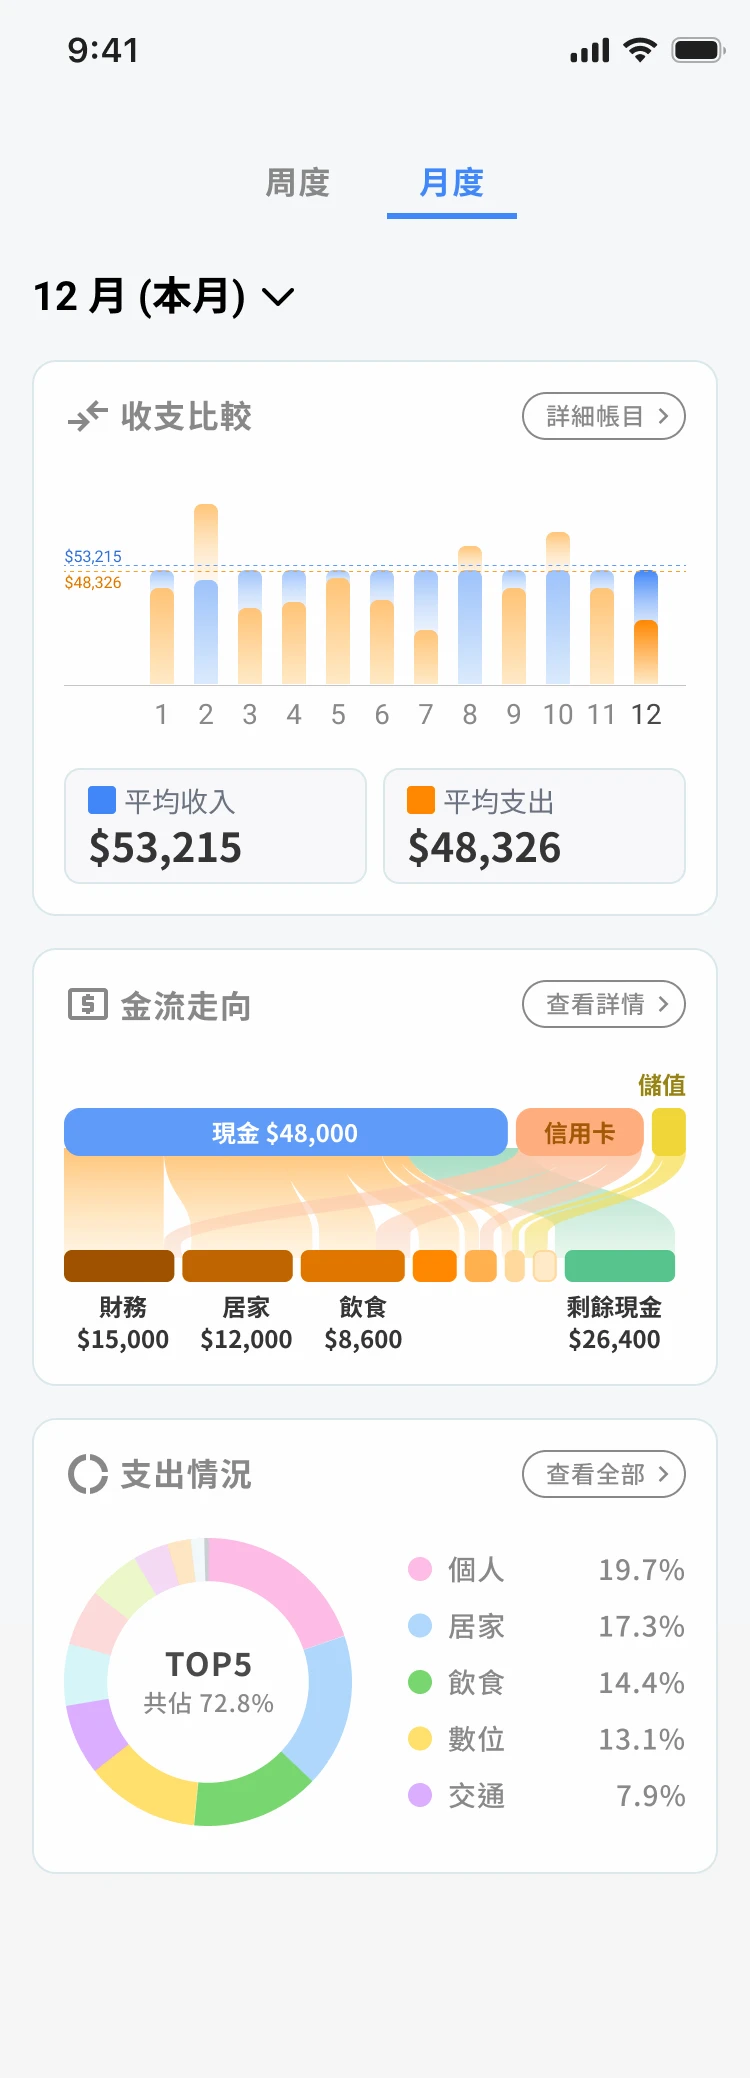 9:41
周度 月度
12 月 (本月)
收支比較 詳細帳目
$53,215
$48,326
1 2 3 4 5 6 7 8 9 10 11 12
平均收入 平均支出
$53,215 $48,326
金流走向 查看詳情
儲值
現金 $48,000 信用卡
財務 居家 飲食 剩餘現金
$15,000 $12,000 $8,600 $26,400
支出情況 查看全部
TOP5
共佔 72.8%
個人 19.7%
居家 17.3%
飲食 14.4%
數位 13.1%
交通 7.9%